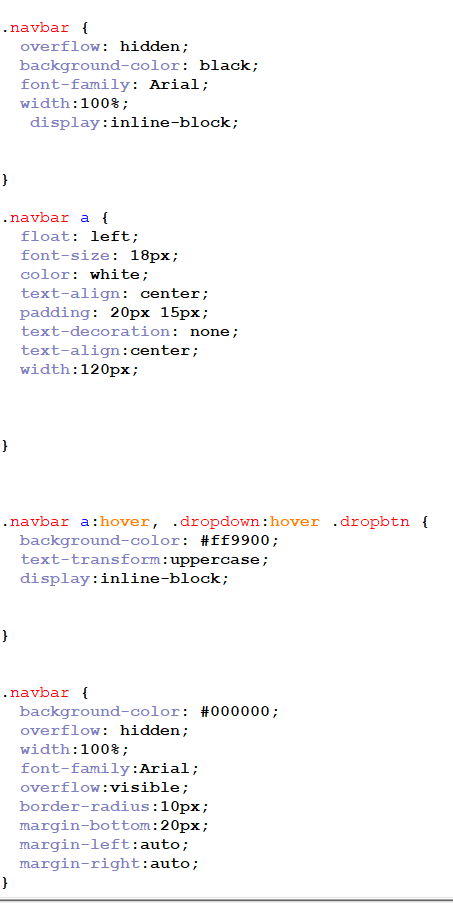 .navbar {
  overflow: hidden;
  background-color: black;
  font-family: Arial;
  width:100%;
   display:inline-block;
}
.navbar a {
  float: left;
  font-size: 18px;
  color: white;
  text-align: center;
  padding: 20px 15px;
  text-decoration: none;
  text-align:center;
  width:120px;
}
.navbar a:hover, .dropdown:hover .dropbtn {
  background-color: #ff9900;
  text-transform:uppercase;
  display:inline-block;
}
.navbar {
  background-color: #000000;
  overflow: hidden;
  width:100%;
  font-family:Arial;
  overflow:visible;
  border-radius:10px;
  margin-bottom:20px;
  margin-left:auto;
  margin-right:auto;
}